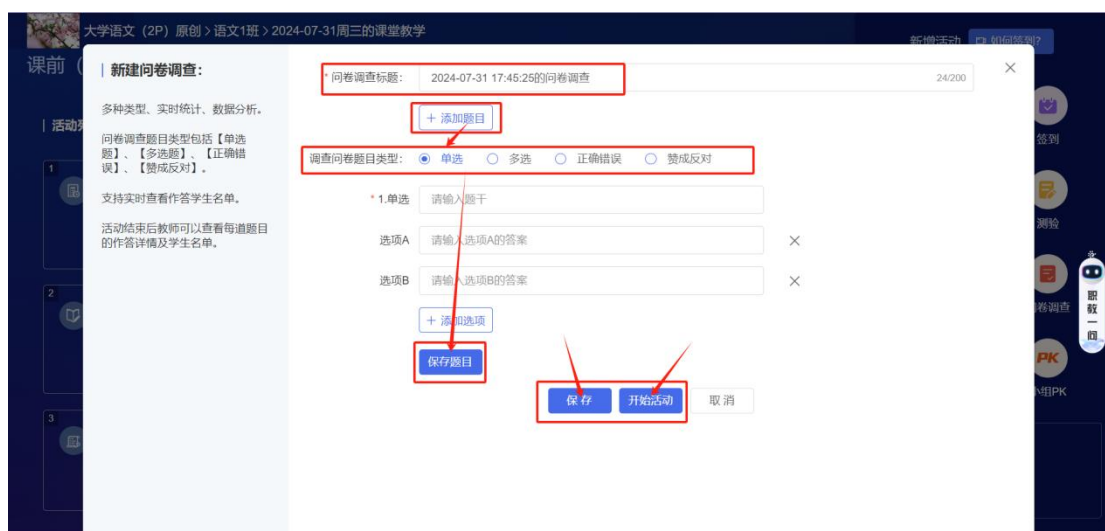 大学语文（2P）原创>语文1班>2024-07-31周三的课堂教学
新增活动
如何签到?
课前（
新建问卷调查：
* 问卷调查标题： 2024-07-31 17:45:25的问卷调查 24/200
多种类型、实时统计、数据分析。
+ 添加题目
问卷调查题目类型包括【单选
题】、【多选题】、【正确错
误】、【赞成反对】。
支持实时查看作答学生名单。
活动结束后教师可以查看每道题目
的作答详情及学生名单。
调查问卷题目类型： 单选 多选 正确错误 赞成反对
* 1.单选 请输入题干
选项A 请输入选项A的答案
选项B 请输入选项B的答案
+ 添加选项
保存题目
保存 开始活动 取消
活动
1
2
3
签到
测验
卷调查
PK
小组PK
职教一问